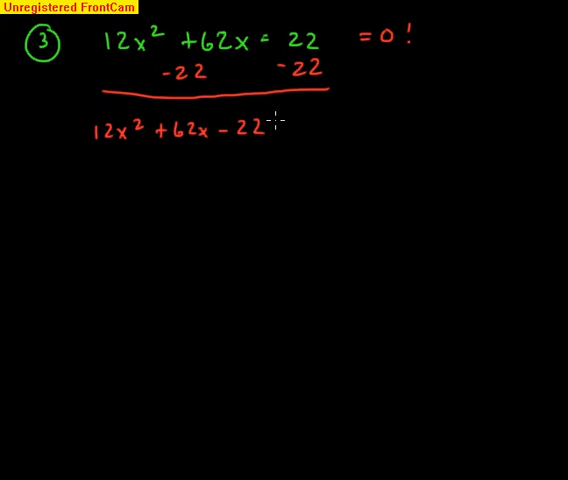 Unregistered FrontCam
③ 12x² +62x = 22 = 0 !
-22 -22
12x² + 62x - 22